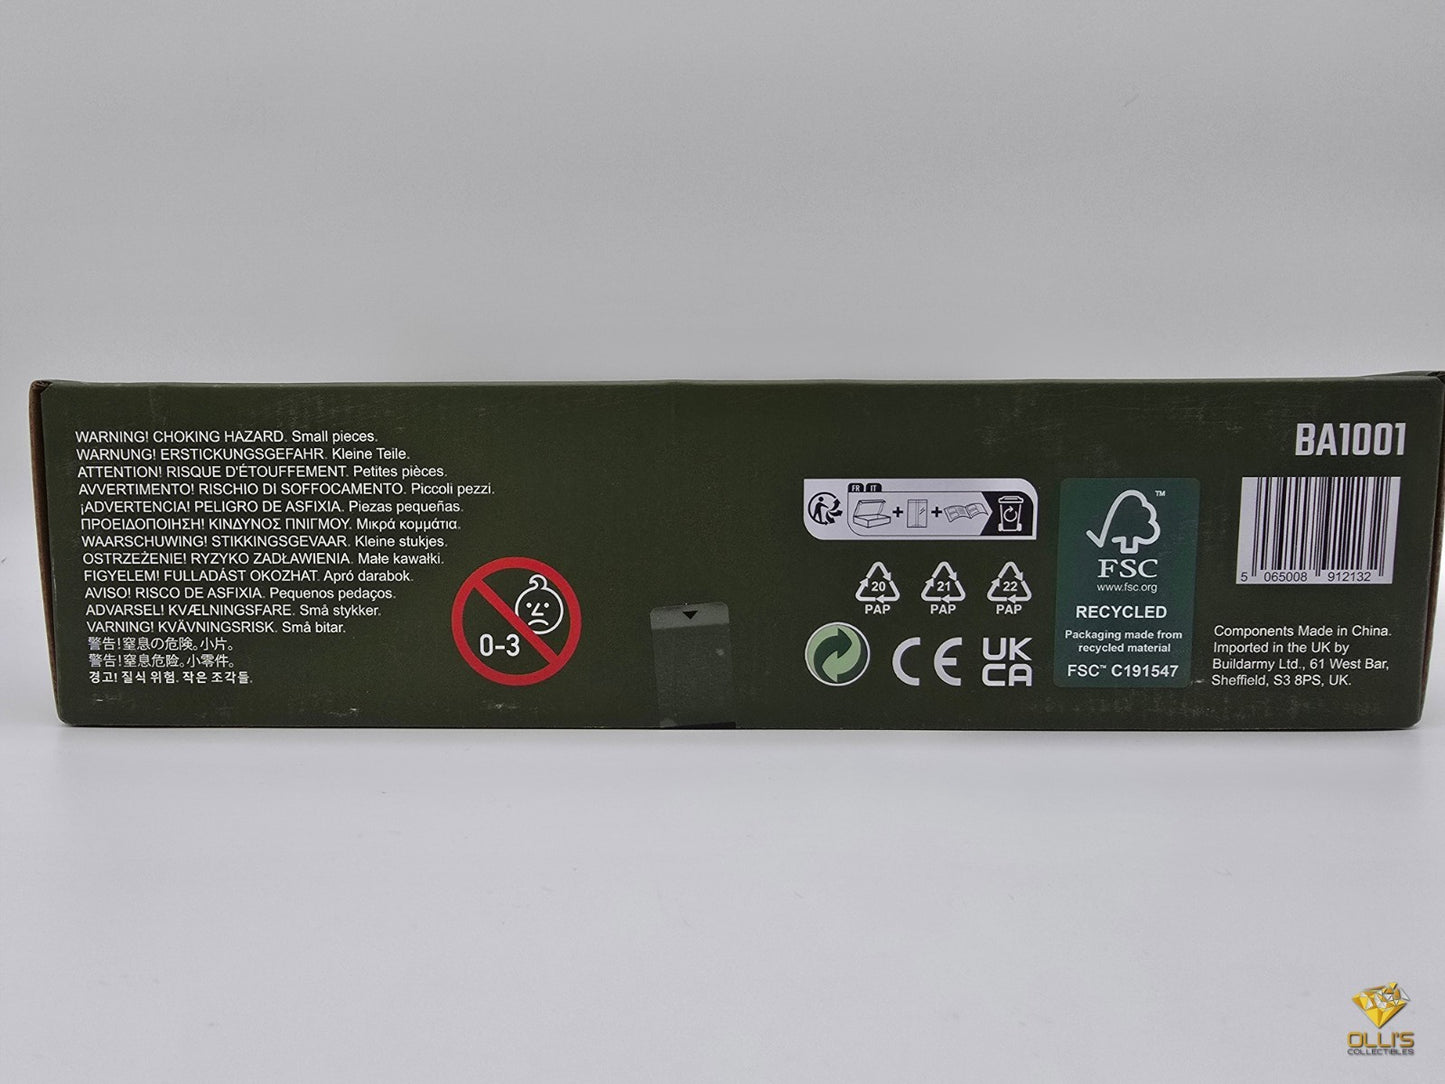 WARNING! CHOKING HAZARD. Small pieces.
WARNUNG! ERSTICKUNGSGEFAHR. Kleine Teile.
ATTENTION! RISQUE D'ÉTOUFFEMENT. Petites pièces.
AVVERTIMENTO! RISCHIO DI SOFFOCAMENTO. Piccoli pezzi.
¡ADVERTENCIA! PELIGRO DE ASFIXIA. Piezas pequeñas.
ΠΡΟΕΙΔΟΠΟΙΗΣΗ! ΚΙΝΔΥΝΟΣ ΠΝΙΓΜΟΥ. Μικρά κομμάτια.
WAARSCHUWING! STIKKINGSGEVAAR. Kleine stukjes.
OSTRZEŻENIE! RYZYKO ZADŁAWIENIA. Małe kawałki.
FIGYELEM! FULLADÁST OKOZHAT. Apró darabok.
AVISO! RISCO DE ASFIXIA. Pequenos pedaços.
ADVARSEL! KVÆLNINGSFARE. Små stykker.
VARNING! KVÄVNINGSRISK. Små bitar.
警告!窒息の危険。小片。
警告!窒息危险。小零件。
경고! 질식 위험. 작은 조각들.
0-3
FR IT
20 PAP
21 PAP
22 PAP
CE
UK
CA
FSC™
www.fsc.org
RECYCLED
Packaging made from
recycled material
FSC™ C191547
BA1001
5 065008 912132
Components Made in China.
Imported in the UK by
Buildarmy Ltd., 61 West Bar,
Sheffield, S3 8PS, UK.
OLLI'S
COLLECTIBLES